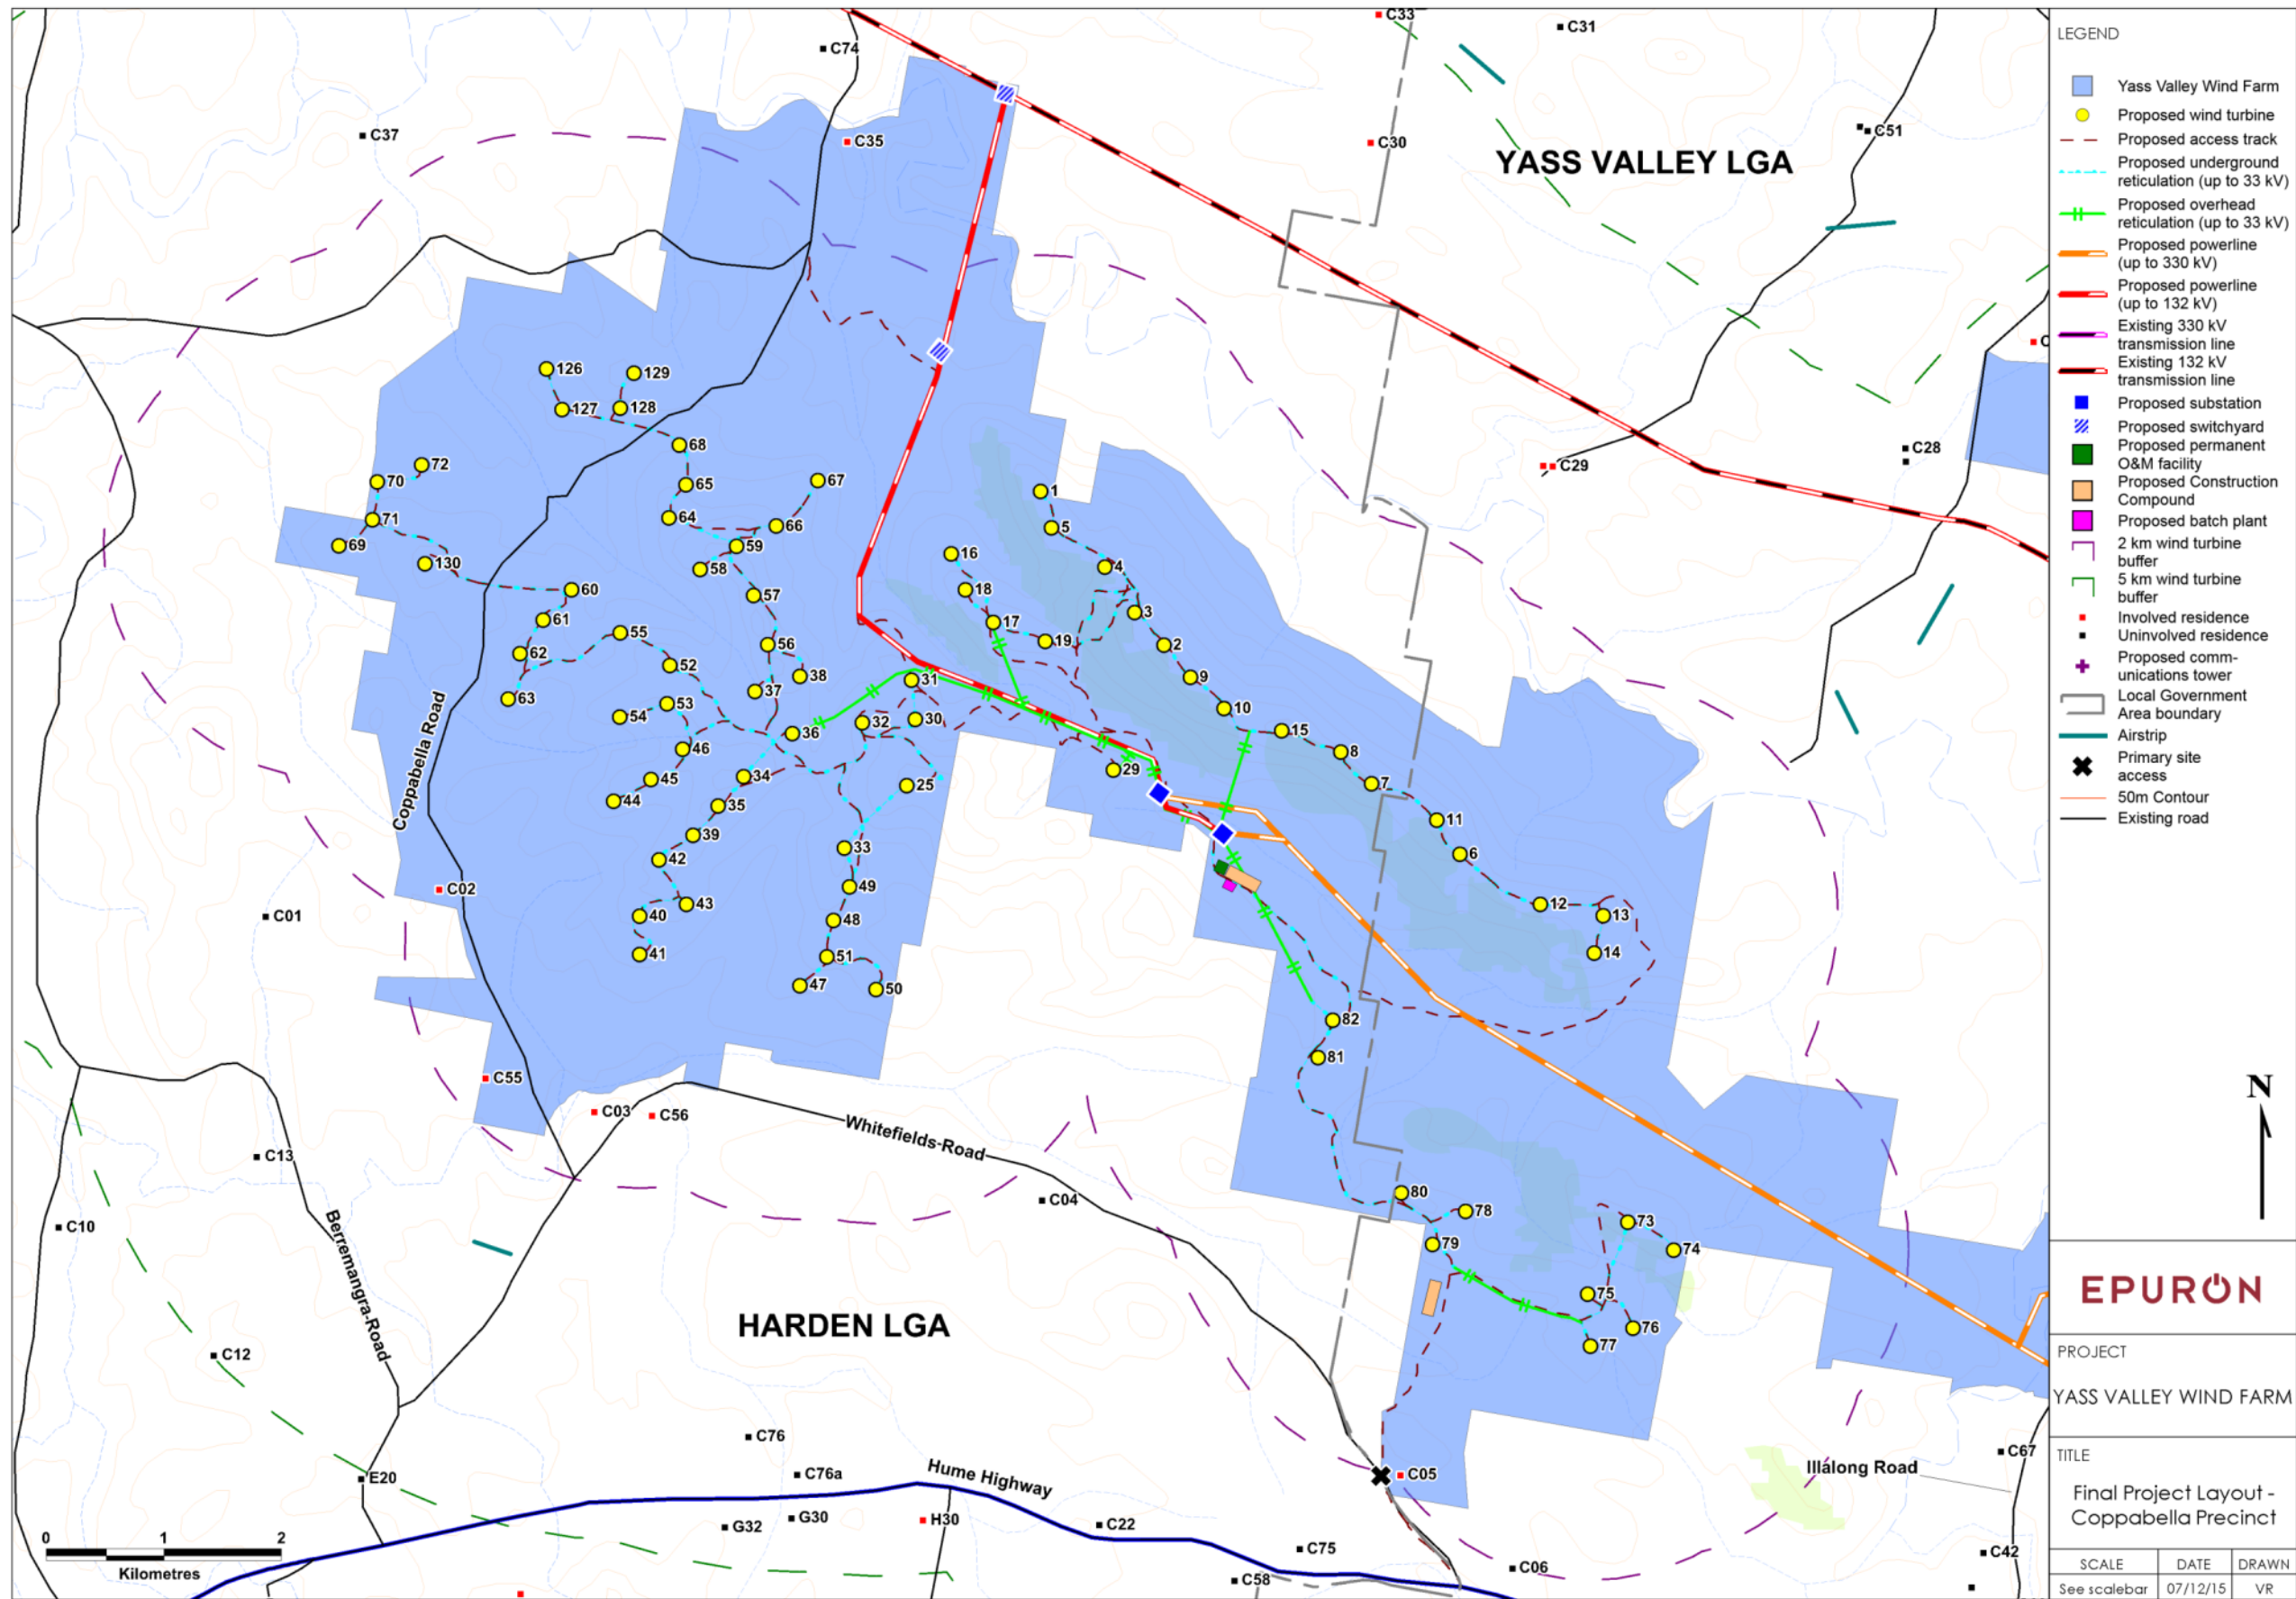 C74
C33
C31
C37
C35
C30
C51
YASS VALLEY LGA
126
129
127
128
68
72
70
65
67
71
64
66
69
59
130
58
60
57
61
55
56
62
52
38
63
37
53
54
36
46
45
34
44
35
39
42
43
40
41
1
5
16
4
18
3
17
19
2
9
31
10
32
30
15
8
29
7
25
11
33
6
49
12
13
48
14
51
47
50
82
81
80
78
73
79
74
75
76
77
C
C28
C29
Coppabella Road
C02
C01
C55
C03
C56
Whitefields-Road
C13
C04
C10
Berremangra-Road
HARDEN LGA
C12
C76
C76a
E20
Hume Highway
C05
Illalong Road
C67
G32
G30
H30
C22
C75
C58
C06
C42
0 1 2
Kilometres
LEGEND
Yass Valley Wind Farm
Proposed wind turbine
Proposed access track
Proposed underground
reticulation (up to 33 kV)
Proposed overhead
reticulation (up to 33 kV)
Proposed powerline
(up to 330 kV)
Proposed powerline
(up to 132 kV)
Existing 330 kV
transmission line
Existing 132 kV
transmission line
Proposed substation
Proposed switchyard
Proposed permanent
O&M facility
Proposed Construction
Compound
Proposed batch plant
2 km wind turbine
buffer
5 km wind turbine
buffer
Involved residence
Uninvolved residence
Proposed comm-
unications tower
Local Government
Area boundary
Airstrip
Primary site
access
50m Contour
Existing road
N
EPURON
PROJECT
YASS VALLEY WIND FARM
TITLE
Final Project Layout -
Coppabella Precinct
SCALE DATE DRAWN
See scalebar 07/12/15 VR